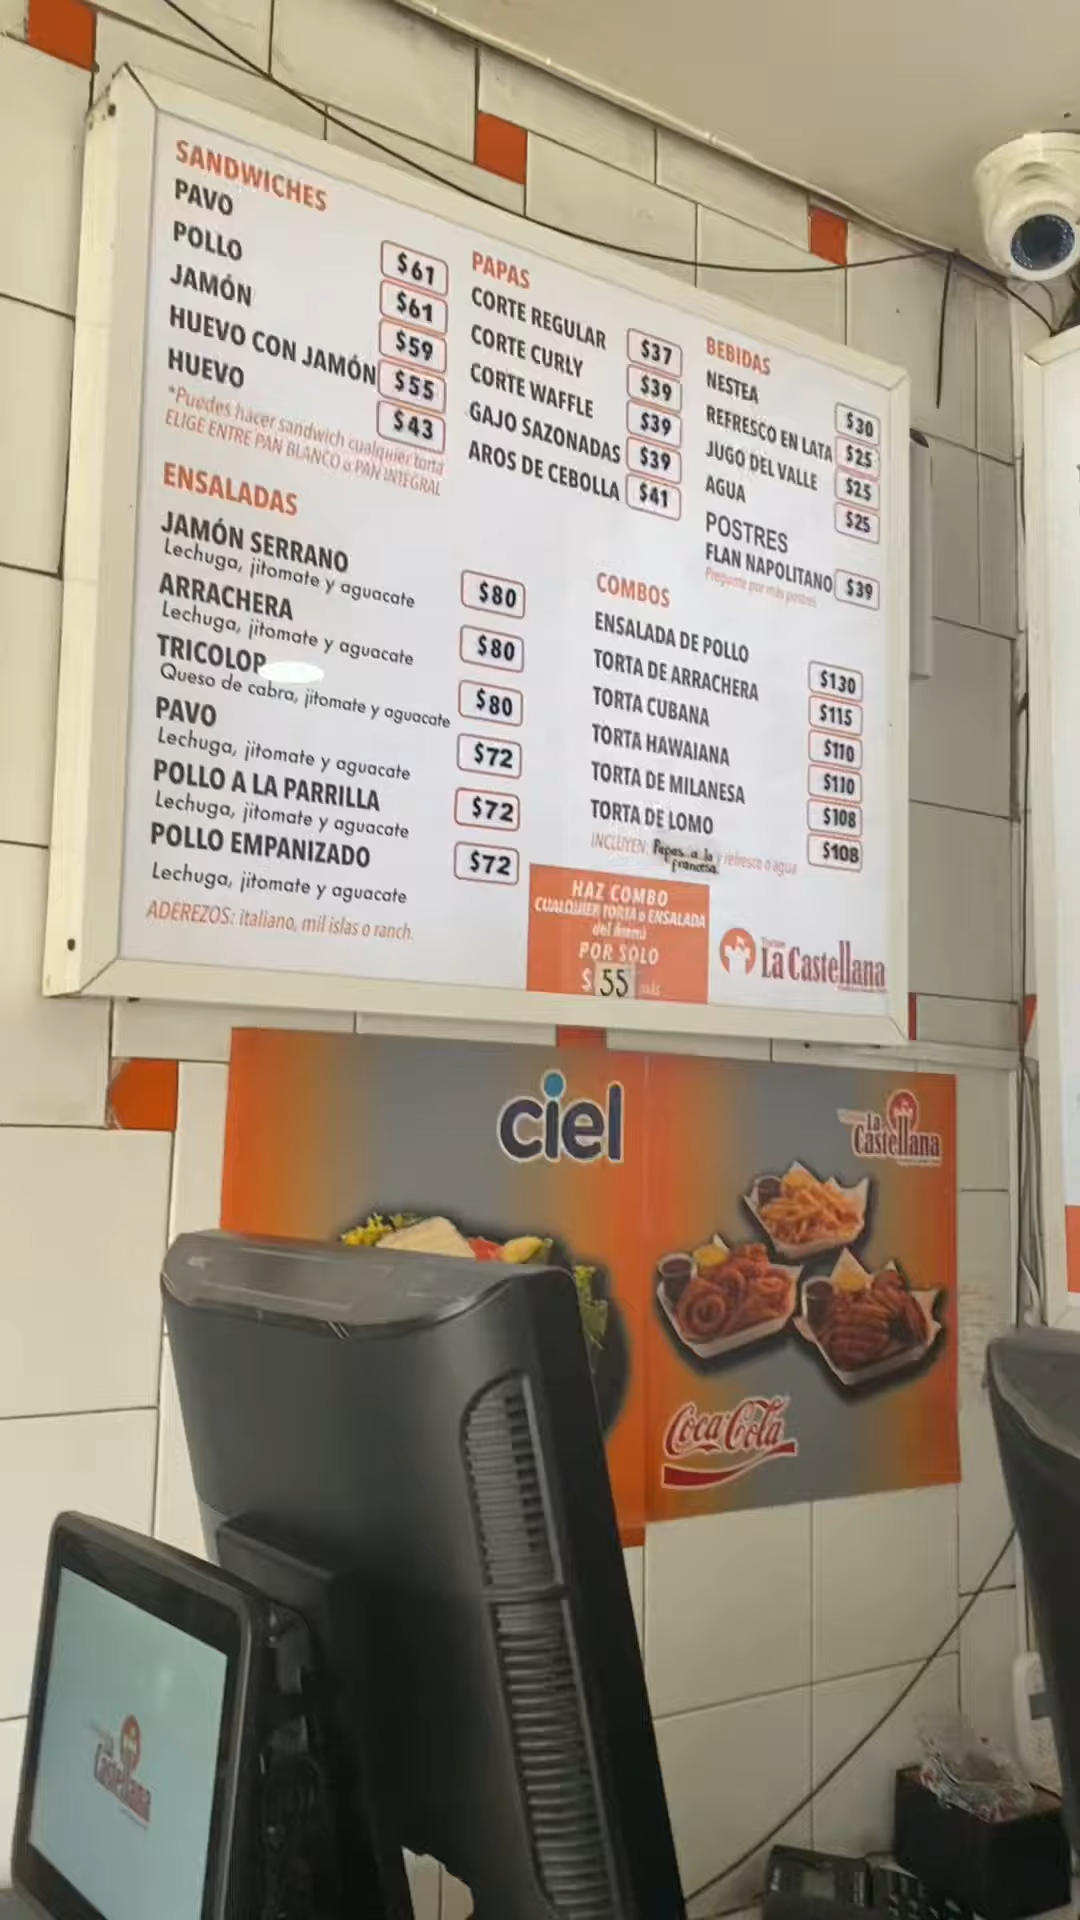 SANDWICHES
PAVO $61
POLLO $61
JAMÓN $59
HUEVO CON JAMÓN $55
HUEVO $43
*Puedes hacer sandwich cualquier torta
ELIGE ENTRE PAN BLANCO o PAN INTEGRAL
ENSALADAS
JAMÓN SERRANO $80
Lechuga, jitomate y aguacate
ARRACHERA $80
Lechuga, jitomate y aguacate
TRICOLOR $80
Queso de cabra, jitomate y aguacate
PAVO $72
Lechuga, jitomate y aguacate
POLLO A LA PARRILLA $72
Lechuga, jitomate y aguacate
POLLO EMPANIZADO $72
Lechuga, jitomate y aguacate
ADEREZOS: italiano, mil islas o ranch.
PAPAS
CORTE REGULAR $37
CORTE CURLY $39
CORTE WAFFLE $39
GAJO SAZONADAS $39
AROS DE CEBOLLA $41
BEBIDAS
NESTEA $30
REFRESCO EN LATA $25
JUGO DEL VALLE $25
AGUA $25
POSTRES
FLAN NAPOLITANO $39
Pregunte por más postres
COMBOS
ENSALADA DE POLLO $130
TORTA DE ARRACHERA $115
TORTA CUBANA $110
TORTA HAWAIANA $110
TORTA DE MILANESA $108
TORTA DE LOMO $108
INCLUYEN: Papas a la francesa y refresco o agua
HAZ COMBO
CUALQUIER TORTA o ENSALADA
del menú
POR SOLO
$ 55 más
La Castellana
ciel
La Castellana
Coca-Cola
La Castellana